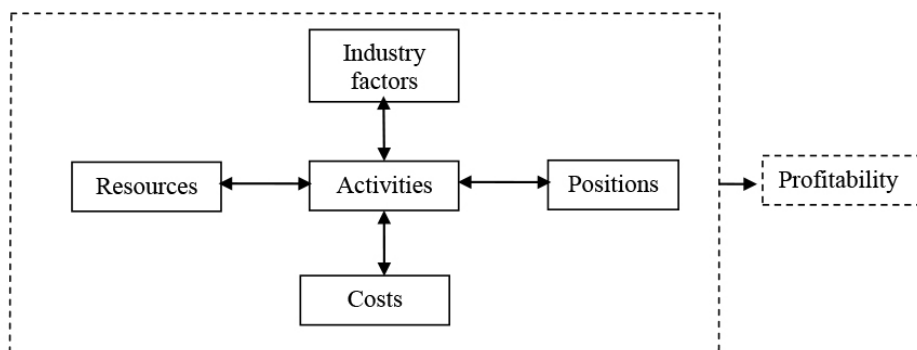 Industry
factors
Resources
Activities
Positions
Profitability
Costs